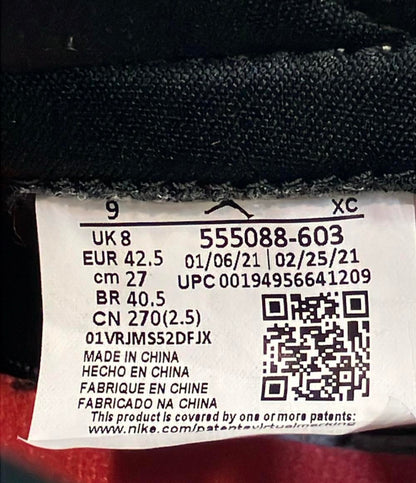 9 XC
UK 8 555088-603
EUR 42.5 01/06/21 | 02/25/21
cm 27 UPC 00194956641209
BR 40.5
CN 270(2.5)
01VRJMS52DFJX
MADE IN CHINA
HECHO EN CHINA
FABRIQUE EN CHINE
FABRICADO NA CHINA
This product is covered by one or more patents:
www.nike.com/patentsvirtualmarking